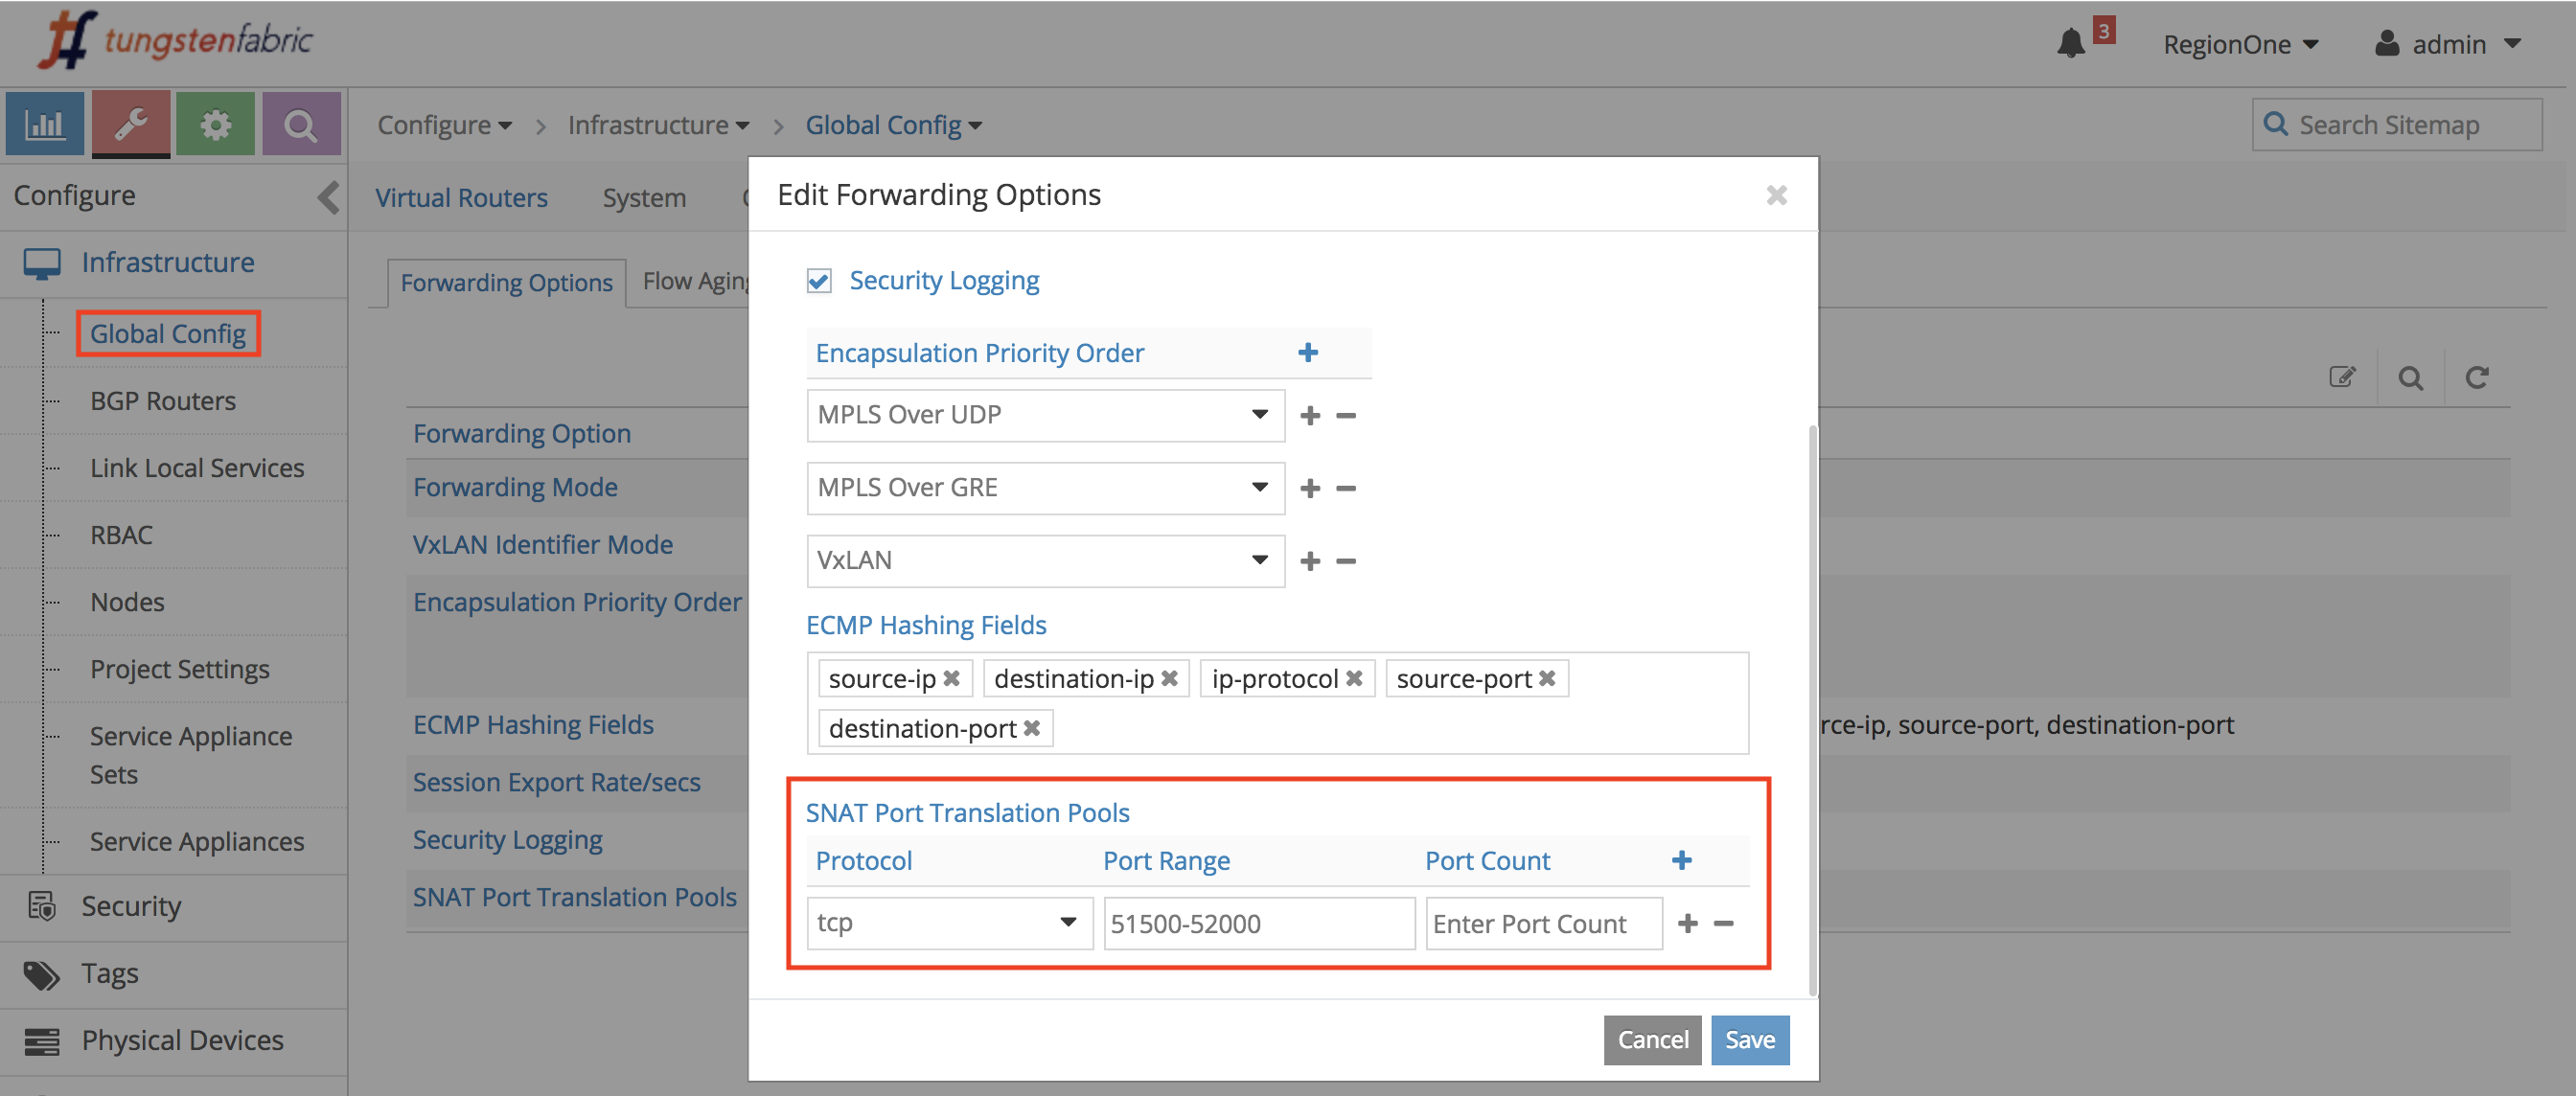 tungstenfabric
3
RegionOne
admin
Configure
Infrastructure
Global Config
Search Sitemap
Configure
Virtual Routers
System
Infrastructure
Global Config
BGP Routers
Link Local Services
RBAC
Nodes
Project Settings
Service Appliance
Sets
Service Appliances
Security
Tags
Physical Devices
Forwarding Options
Flow Aging
Forwarding Option
Forwarding Mode
VxLAN Identifier Mode
Encapsulation Priority Order
ECMP Hashing Fields
rce-ip, source-port, destination-port
Session Export Rate/secs
Security Logging
SNAT Port Translation Pools
Edit Forwarding Options
Security Logging
Encapsulation Priority Order
MPLS Over UDP
MPLS Over GRE
VxLAN
ECMP Hashing Fields
source-ip destination-ip ip-protocol source-port
destination-port
SNAT Port Translation Pools
Protocol Port Range Port Count
tcp 51500-52000 Enter Port Count
Cancel Save